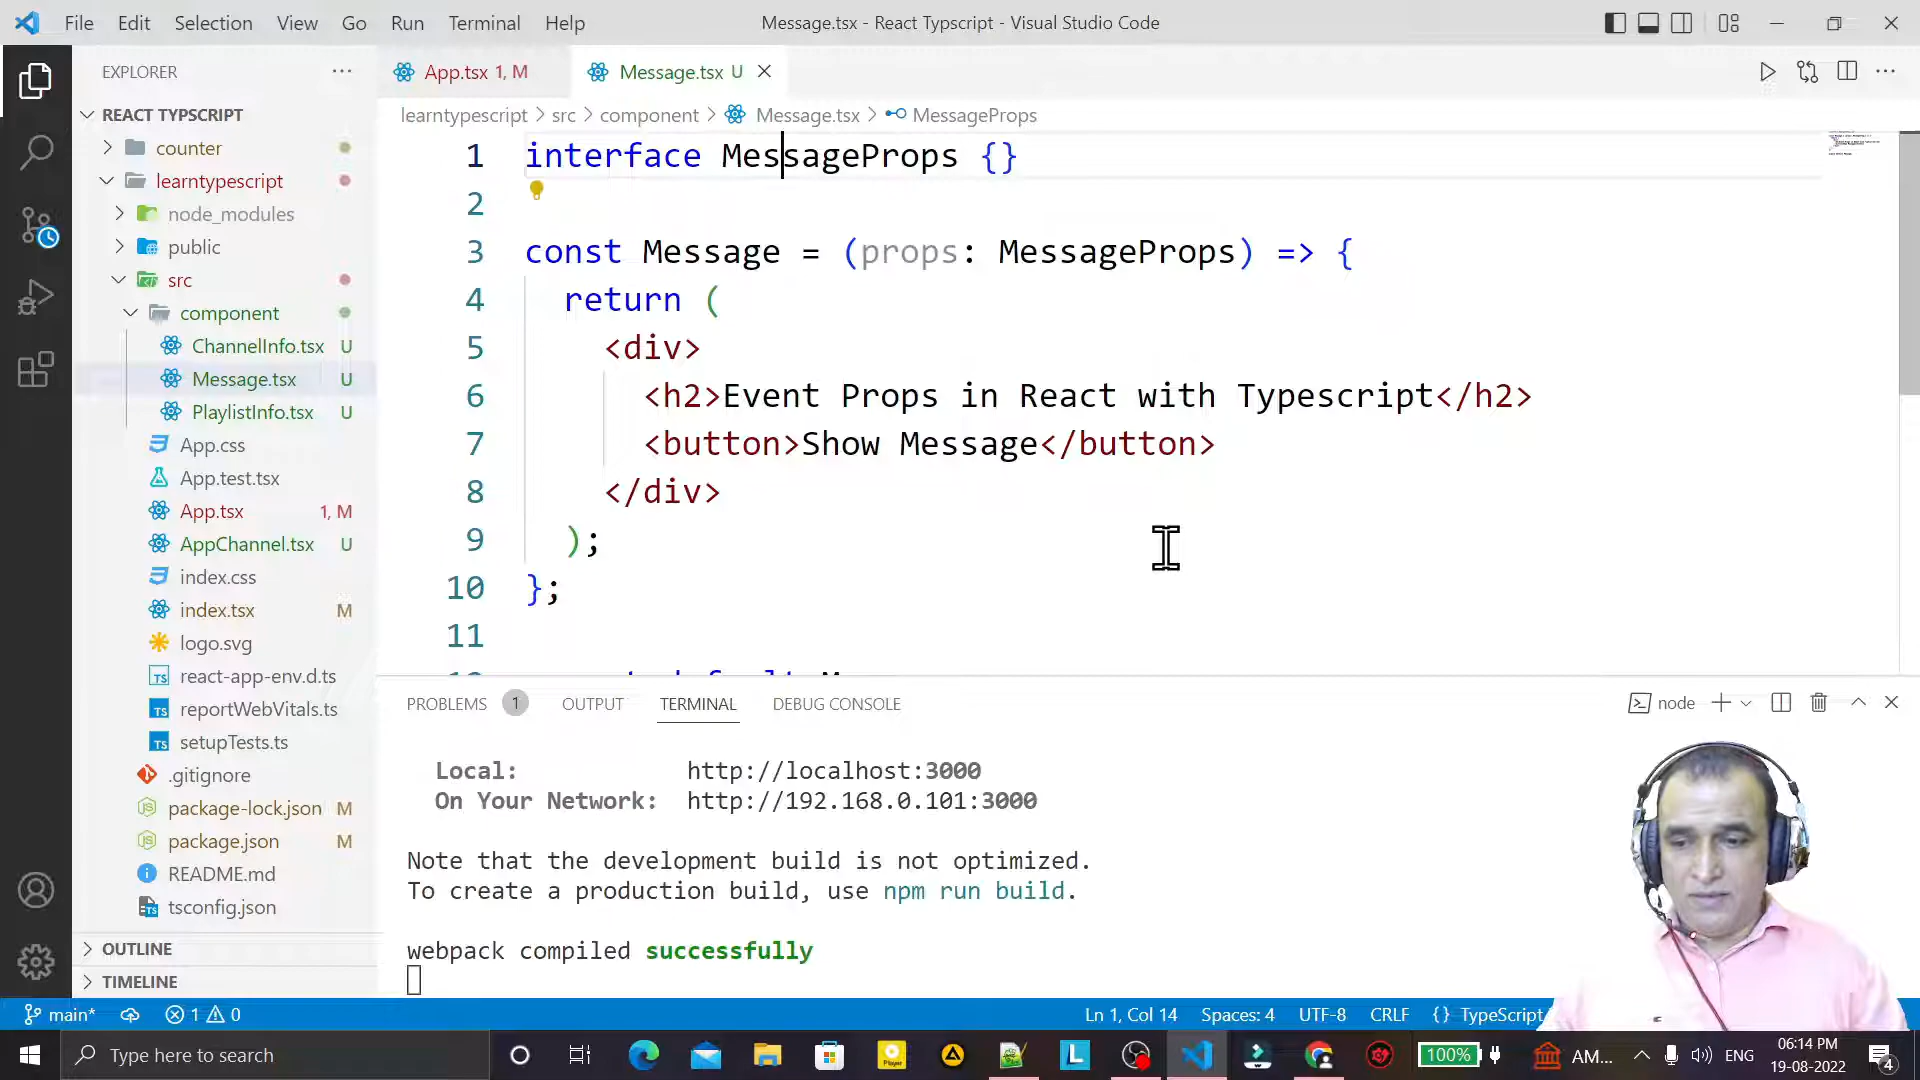 File Edit Selection View Go Run Terminal Help
Message.tsx - React Typscript - Visual Studio Code
EXPLORER
App.tsx 1, M
Message.tsx U
REACT TYPSCRIPT
learntypescript > src > component > Message.tsx > MessageProps
counter
learntypescript
node_modules
public
src
component
ChannelInfo.tsx U
Message.tsx U
PlaylistInfo.tsx U
App.css
App.test.tsx
App.tsx 1, M
AppChannel.tsx U
index.css
index.tsx M
logo.svg
react-app-env.d.ts
reportWebVitals.ts
setupTests.ts
.gitignore
package-lock.json M
package.json M
README.md
tsconfig.json
OUTLINE
TIMELINE
1 interface MessageProps {}
2
3 const Message = (props: MessageProps) => {
4 return (
5 <div>
6 <h2>Event Props in React with Typescript</h2>
7 <button>Show Message</button>
8 </div>
9 );
10 };
11
PROBLEMS 1 OUTPUT TERMINAL DEBUG CONSOLE
node
Local: http://localhost:3000
On Your Network: http://192.168.0.101:3000
Note that the development build is not optimized.
To create a production build, use npm run build.
webpack compiled successfully
main* 1 0
Ln 1, Col 14 Spaces: 4 UTF-8 CRLF {} TypeScript
Type here to search
Player
L
100%
AM...
ENG
06:14 PM
19-08-2022
4